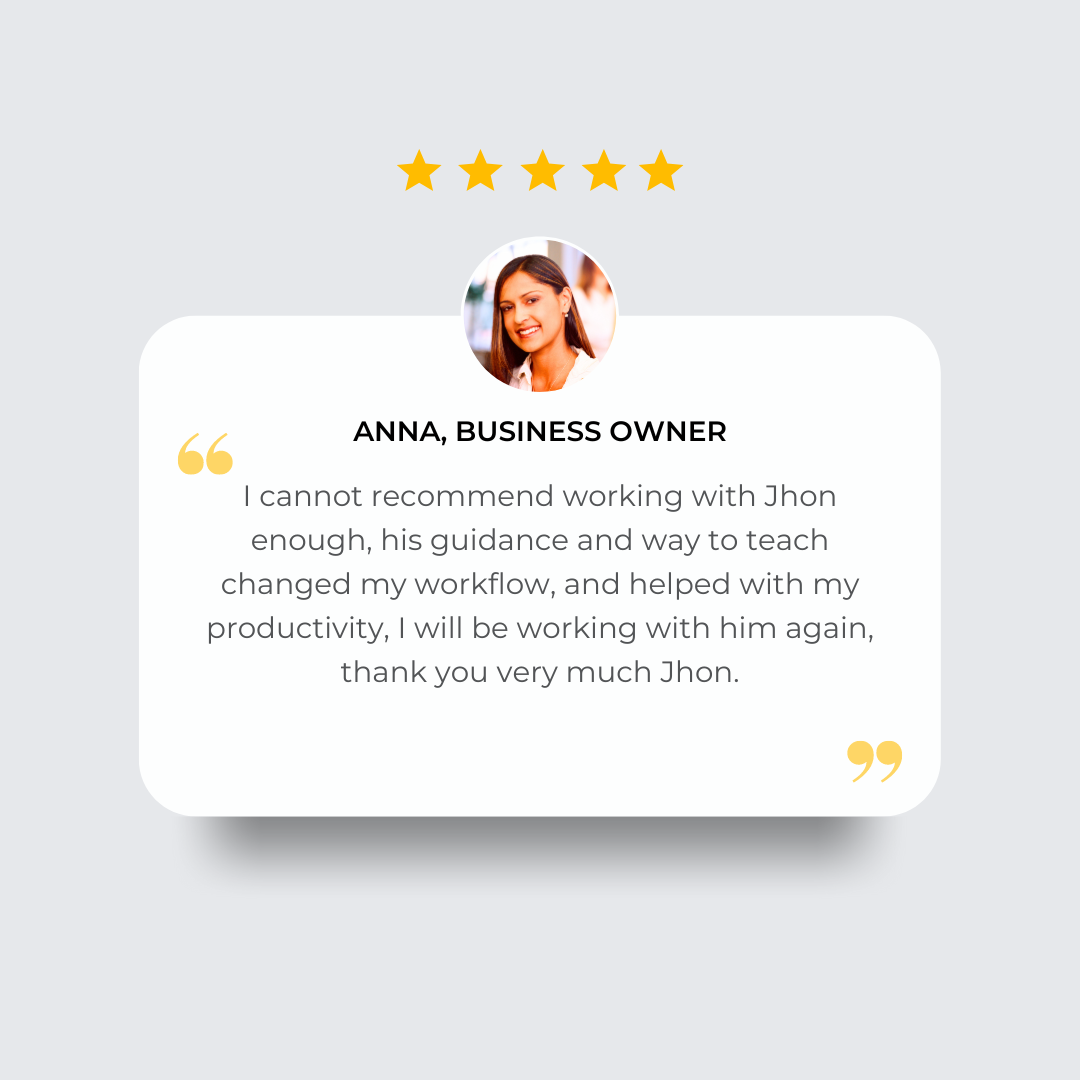 ANNA, BUSINESS OWNER
“
I cannot recommend working with Jhon
enough, his guidance and way to teach
changed my workflow, and helped with my
productivity, I will be working with him again,
thank you very much Jhon.
”